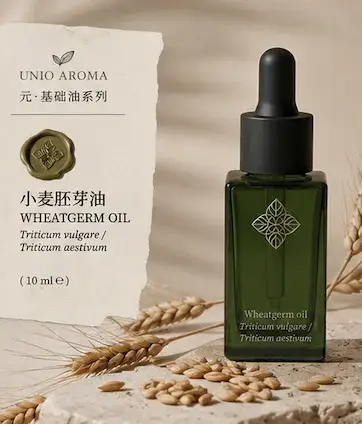 UNIO AROMA
元·基础油系列
小麦胚芽油
WHEATGERM OIL
Triticum vulgare /
Triticum aestivum
( 10 ml ℮ )
Wheatgerm oil
Triticum vulgare /
Triticum aestivum